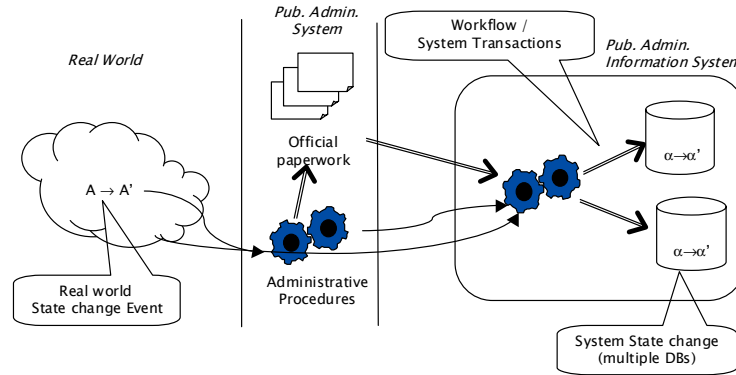 Real World
Pub. Admin.
System
Workflow /
System Transactions
Pub. Admin.
Information System
Official
paperwork
A → A’
α→α’
α→α’
Real world
State change Event
Administrative
Procedures
System State change
(multiple DBs)